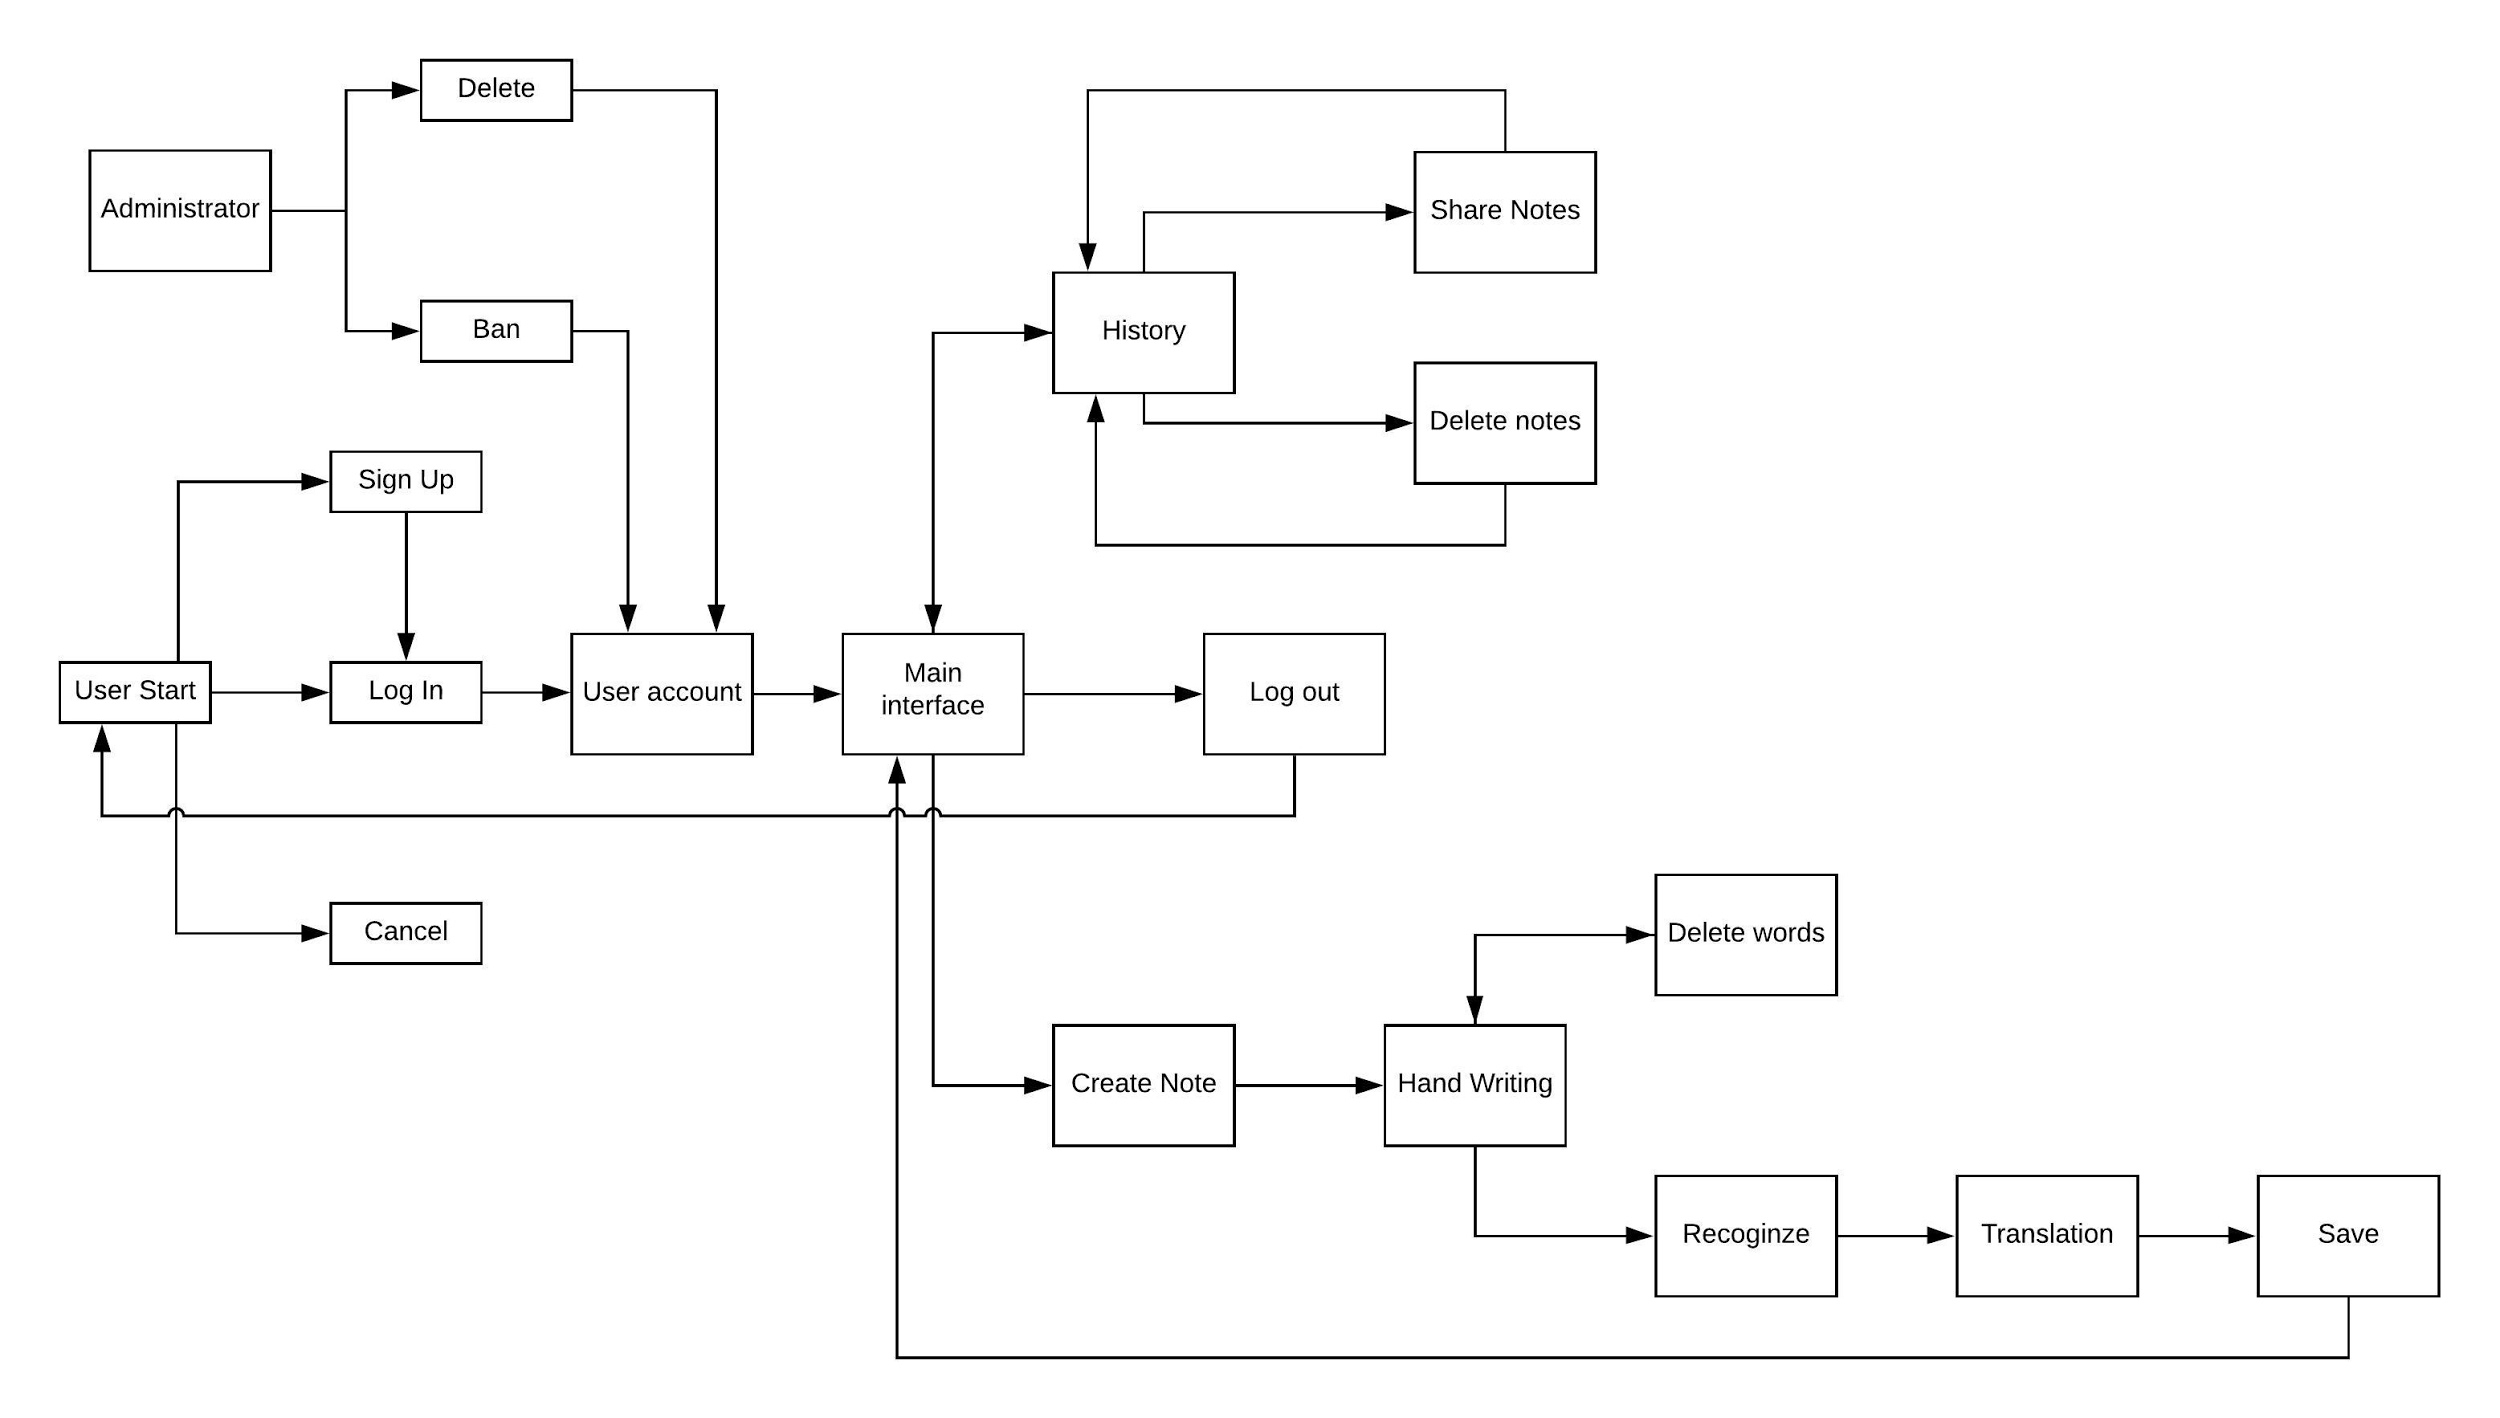 Delete
Administrator
Share Notes
Ban
History
Delete notes
Sign Up
User Start
Log In
User account
Main
interface
Log out
Cancel
Delete words
Create Note
Hand Writing
Recoginze
Translation
Save